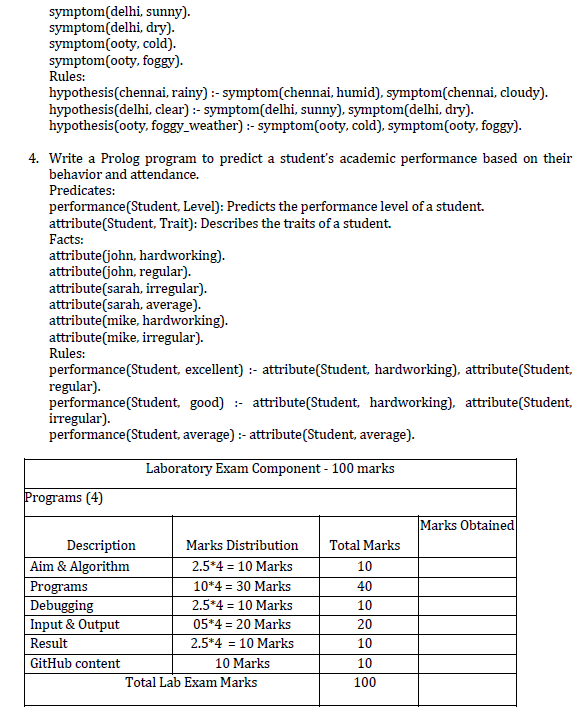 symptom(delhi, sunny).
symptom(delhi, dry).
symptom(ooty, cold).
symptom(ooty, foggy).
Rules:
hypothesis(chennai, rainy) :- symptom(chennai, humid), symptom(chennai, cloudy).
hypothesis(delhi, clear) :- symptom(delhi, sunny), symptom(delhi, dry).
hypothesis(ooty, foggy_weather) :- symptom(ooty, cold), symptom(ooty, foggy).
4. Write a Prolog program to predict a student's academic performance based on their
behavior and attendance.
Predicates:
performance(Student, Level): Predicts the performance level of a student.
attribute(Student, Trait): Describes the traits of a student.
Facts:
attribute(john, hardworking).
attribute(john, regular).
attribute(sarah, irregular).
attribute(sarah, average).
attribute(mike, hardworking).
attribute(mike, irregular).
Rules:
performance(Student, excellent) :- attribute(Student, hardworking), attribute(Student,
regular).
performance(Student, good) :- attribute(Student, hardworking), attribute(Student,
irregular).
performance(Student, average) :- attribute(Student, average).
Laboratory Exam Component - 100 marks
Programs (4)
Description Marks Distribution Total Marks Marks Obtained
Aim & Algorithm 2.5*4 = 10 Marks 10
Programs 10*4 = 30 Marks 40
Debugging 2.5*4 = 10 Marks 10
Input & Output 05*4 = 20 Marks 20
Result 2.5*4 = 10 Marks 10
GitHub content 10 Marks 10
Total Lab Exam Marks 100